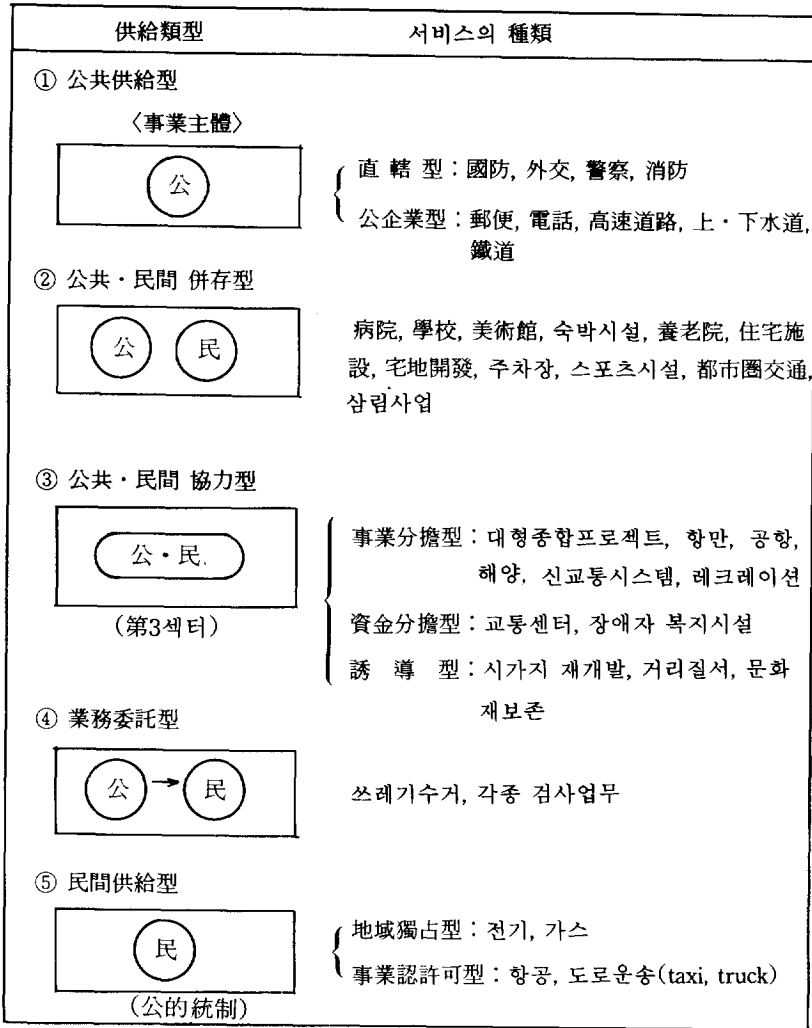 供給類型 서비스의 種類
① 公共供給型
〈事業主體〉
公
直轄型 : 國防, 外交, 警察, 消防
公企業型 : 郵便, 電話, 高速道路, 上・下水道,
鐵道
② 公共・民間 併存型
公 民
病院, 學校, 美術館, 숙박시설, 養老院, 住宅施
設, 宅地開發, 주차장, 스포츠시설, 都市圈交通,
삼림사업
③ 公共・民間 協力型
公・民
(第3섹터)
事業分擔型 : 대형종합프로젝트, 항만, 공항,
해양, 신교통시스템, 레크레이션
資金分擔型 : 교통센터, 장애자 복지시설
誘導型 : 시가지 재개발, 거리질서, 문화
재보존
④ 業務委託型
公 → 民
쓰레기수거, 각종 검사업무
⑤ 民間供給型
民
(公的統制)
地域獨占型 : 전기, 가스
事業認許可型 : 항공, 도로운송(taxi, truck)